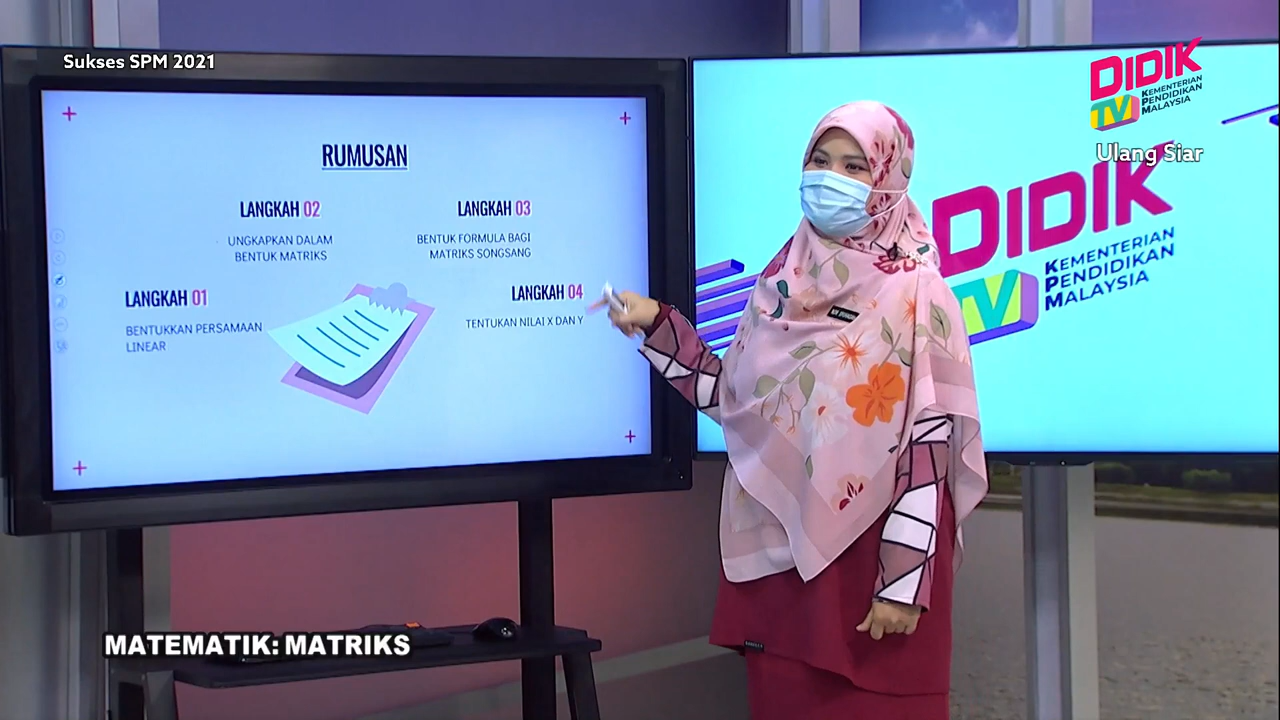 Sukses SPM 2021
RUMUSAN
LANGKAH 02
UNGKAPKAN DALAM
BENTUK MATRIKS
LANGKAH 03
BENTUK FORMULA BAGI
MATRIKS SONGSANG
LANGKAH 01
BENTUKKAN PERSAMAAN
LINEAR
LANGKAH 04
TENTUKAN NILAI X DAN Y
DIDIK
TV
KEMENTERIAN
PENDIDIKAN
MALAYSIA
Ulang Siar
DIDIK
TV
KEMENTERIAN
PENDIDIKAN
MALAYSIA
MATEMATIK: MATRIKS